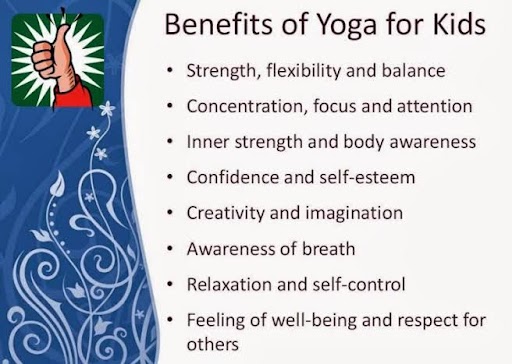 Benefits of Yoga for Kids
• Strength, flexibility and balance
• Concentration, focus and attention
• Inner strength and body awareness
• Confidence and self-esteem
• Creativity and imagination
• Awareness of breath
• Relaxation and self-control
• Feeling of well-being and respect for
others